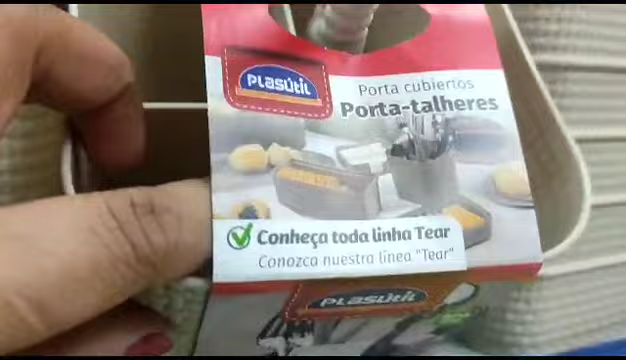 PLASÚTIL
Porta cubiertos
Porta-talheres
Conheça toda linha Tear
Conozca nuestra línea "Tear"
PLASÚTIL